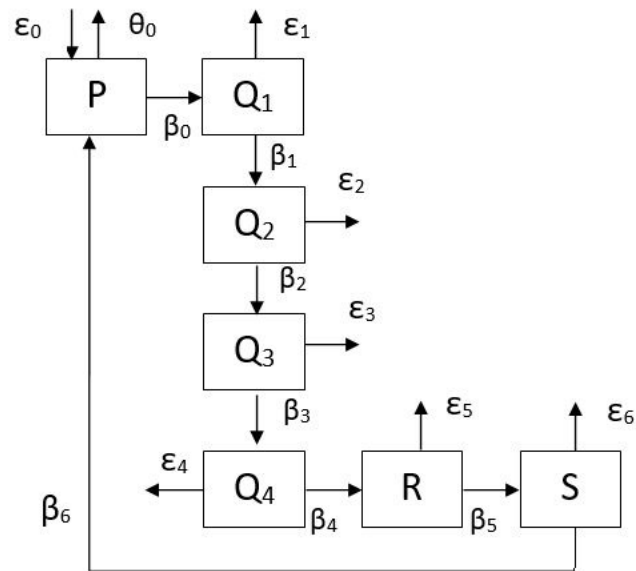 ε₀ θ₀ ε₁
P Q₁
β₀
β₁
ε₂
Q₂
β₂
ε₃
Q₃
β₃
ε₅ ε₆
ε₄
Q₄ R S
β₆ β₄ β₅